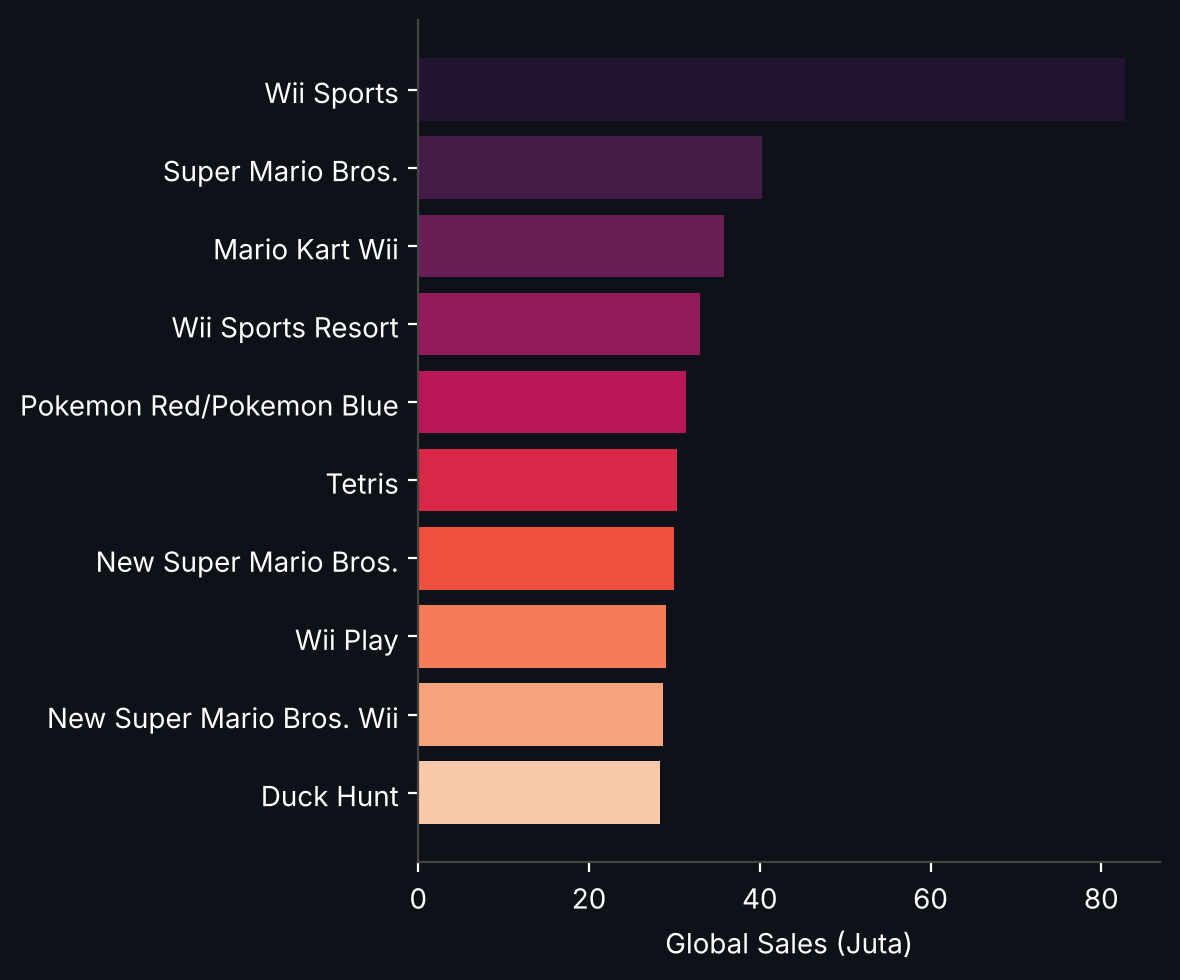 Wii Sports
Super Mario Bros.
Mario Kart Wii
Wii Sports Resort
Pokemon Red/Pokemon Blue
Tetris
New Super Mario Bros.
Wii Play
New Super Mario Bros. Wii
Duck Hunt
0 20 40 60 80
Global Sales (Juta)